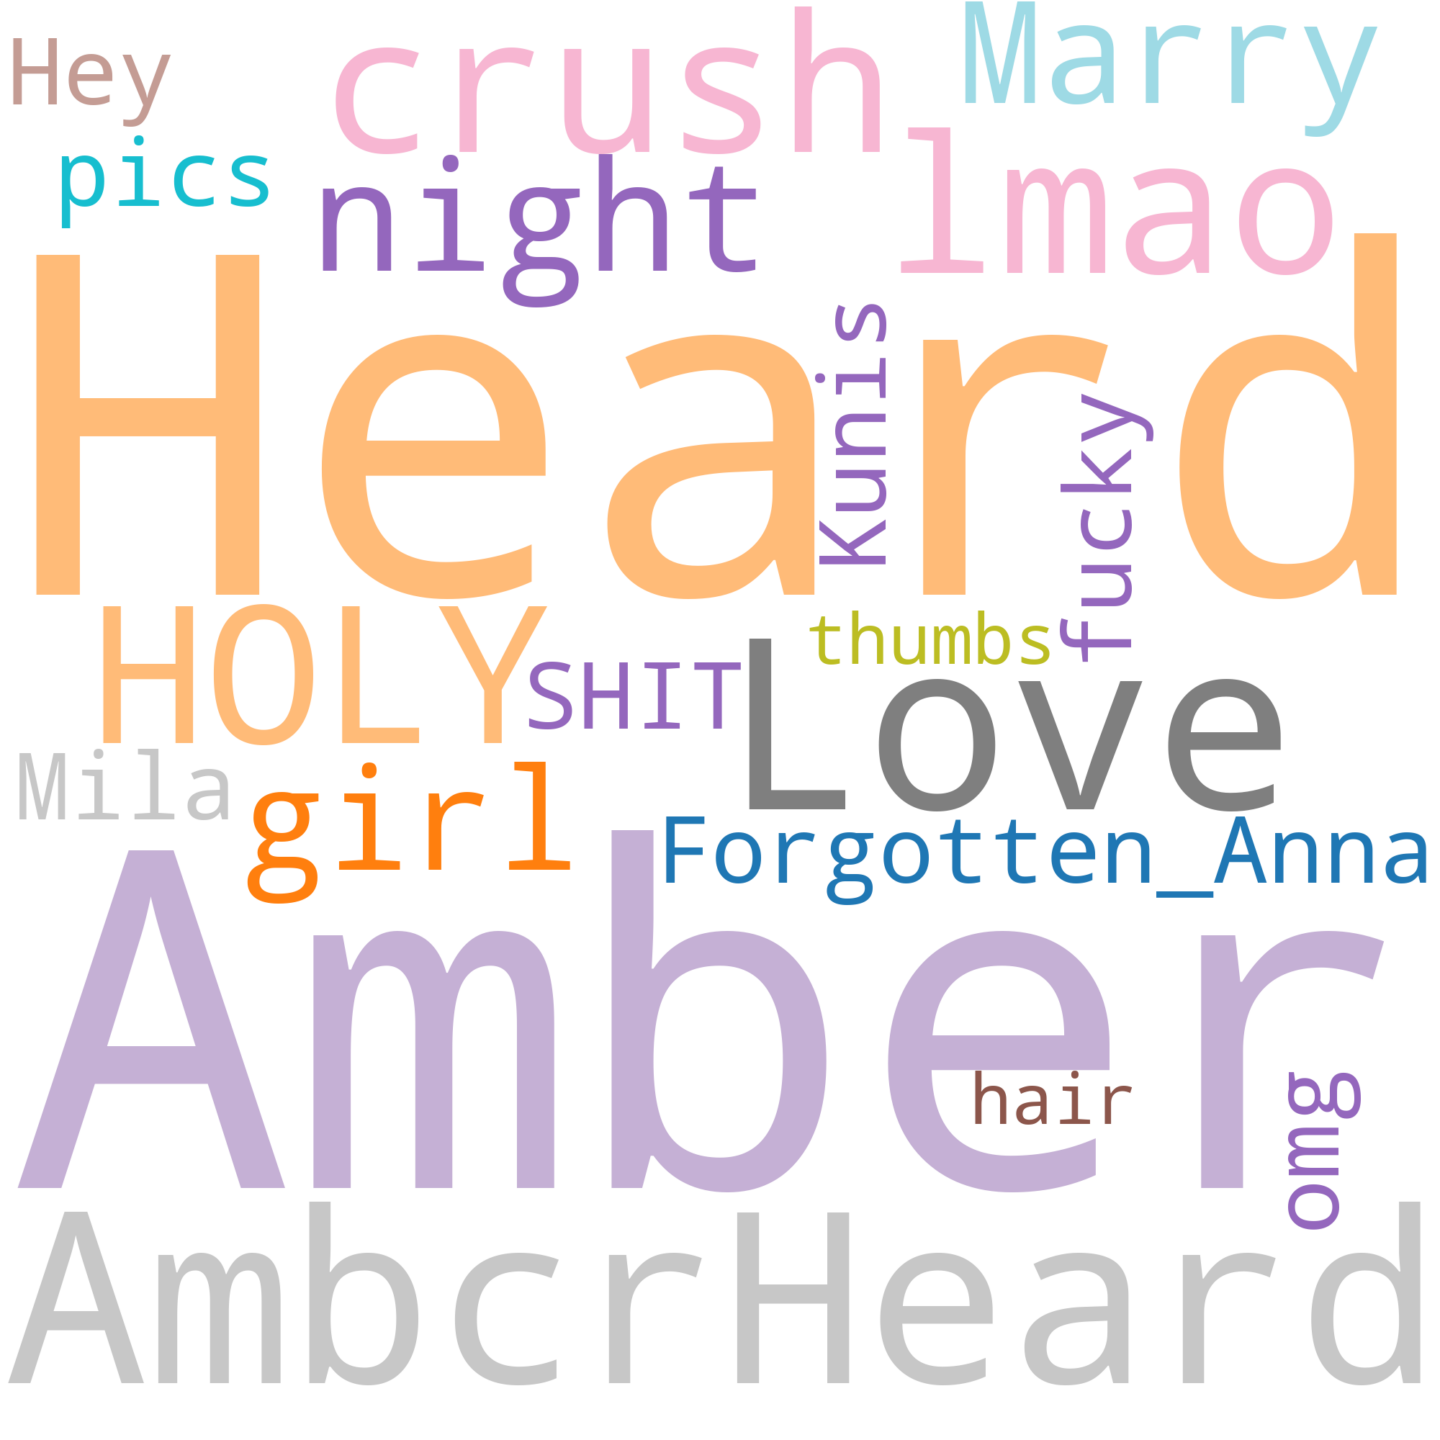 Hey
crush
Marry
pics
night
lmao
Heard
Kunis
fucky
HOLY
SHIT
thumbs
Love
Mila
girl
Forgotten_Anna
Amber
hair
omg
AmbcrHeard